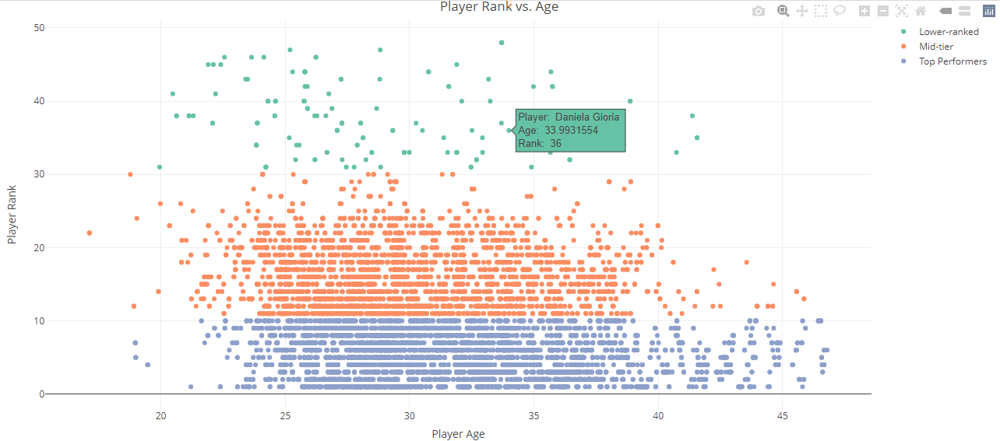 Player Rank vs. Age
Lower-ranked
Mid-tier
Top Performers
50
40
30
20
10
0
Player Rank
Player: Daniela Gioria
Age: 33.9931554
Rank: 36
20
25
30
35
40
45
Player Age